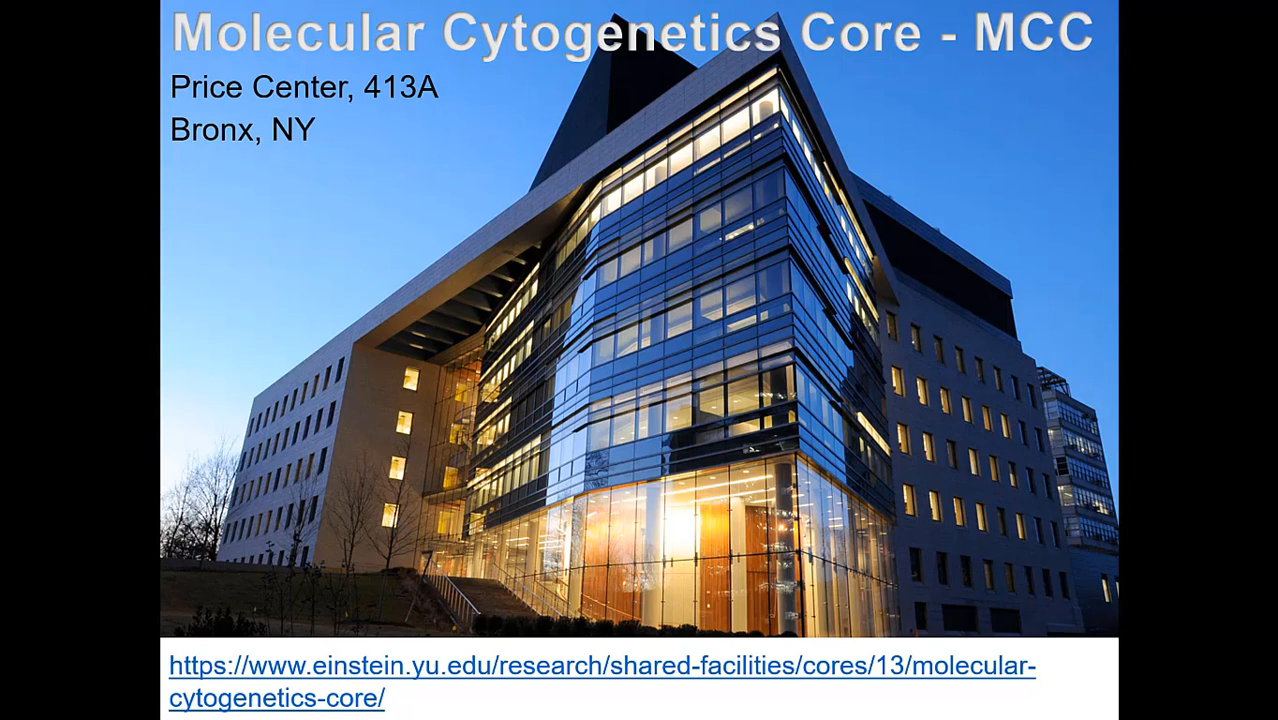 Molecular Cytogenetics Core - MCC
Price Center, 413A
Bronx, NY
https://www.einstein.yu.edu/research/shared-facilities/cores/13/molecular-
cytogenetics-core/